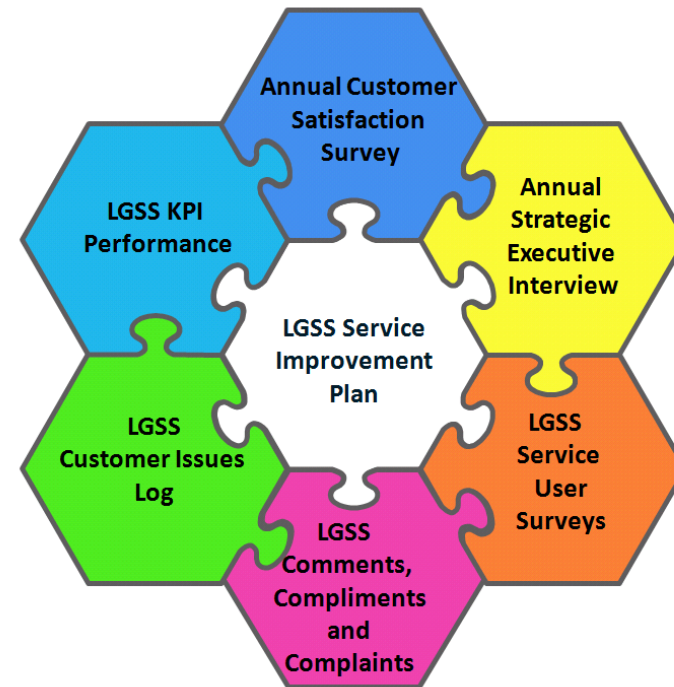 Annual Customer
Satisfaction
Survey
LGSS KPI
Performance
Annual
Strategic
Executive
Interview
LGSS Service
Improvement
Plan
LGSS
Customer Issues
Log
LGSS
Service
User
Surveys
LGSS
Comments,
Compliments
and
Complaints